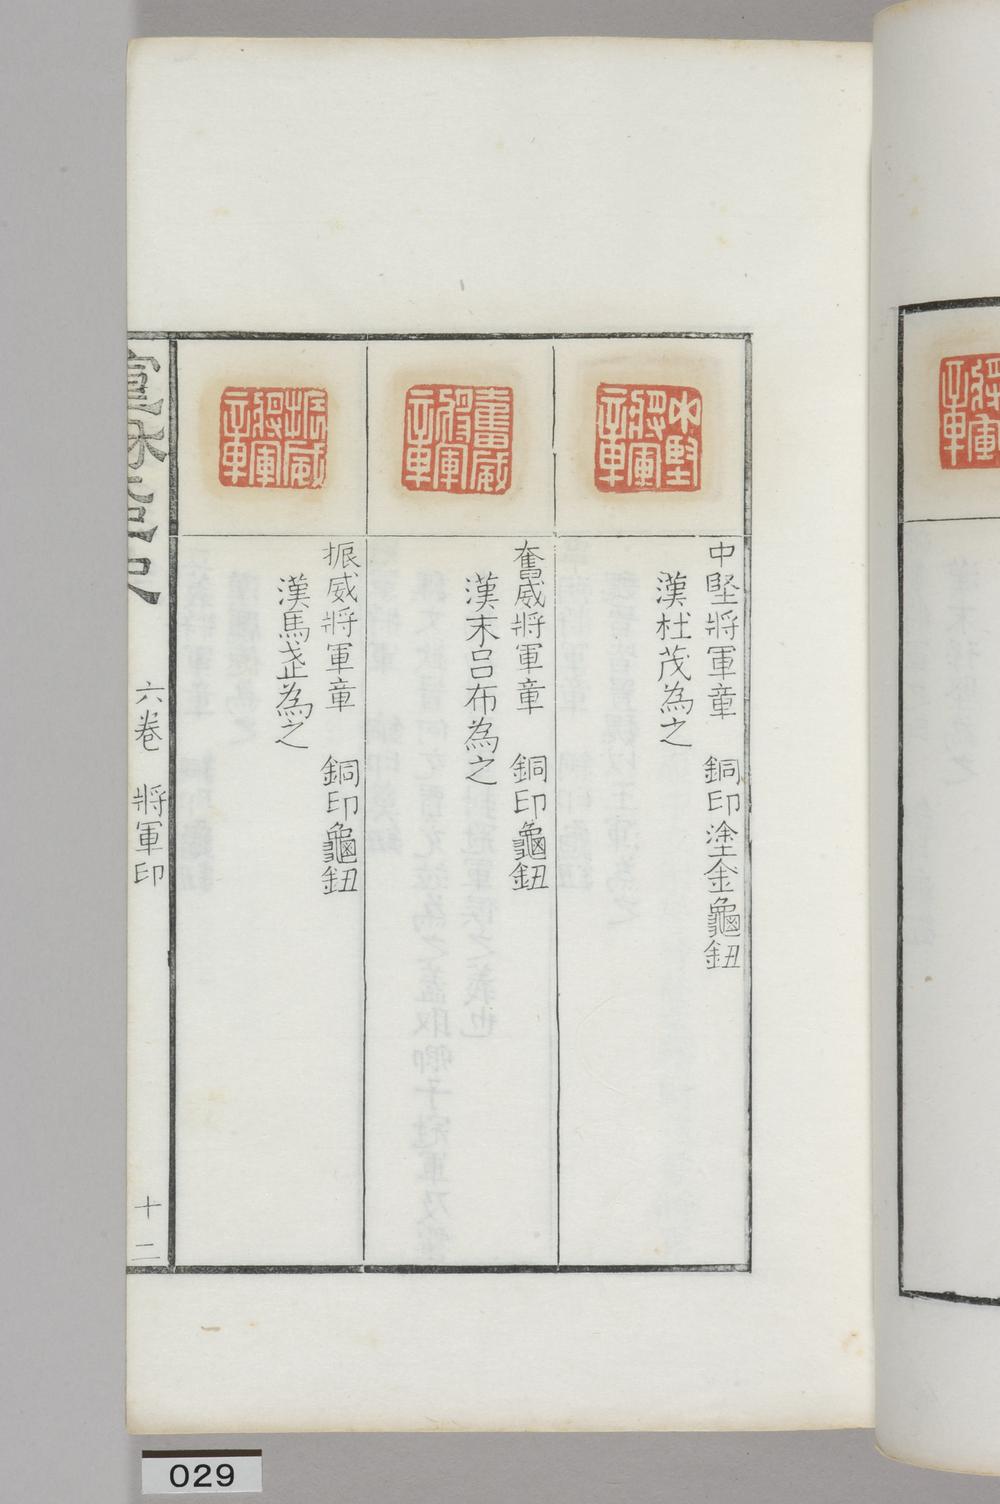 中堅將軍章
中堅將軍章　銅印塗金龜鈕
漢杜茂為之
奮威將軍章
奮威將軍章　銅印龜鈕
漢末呂布為之
振威將軍章
振威將軍章　銅印龜鈕
漢馬武為之
六卷　將軍印
十二
029